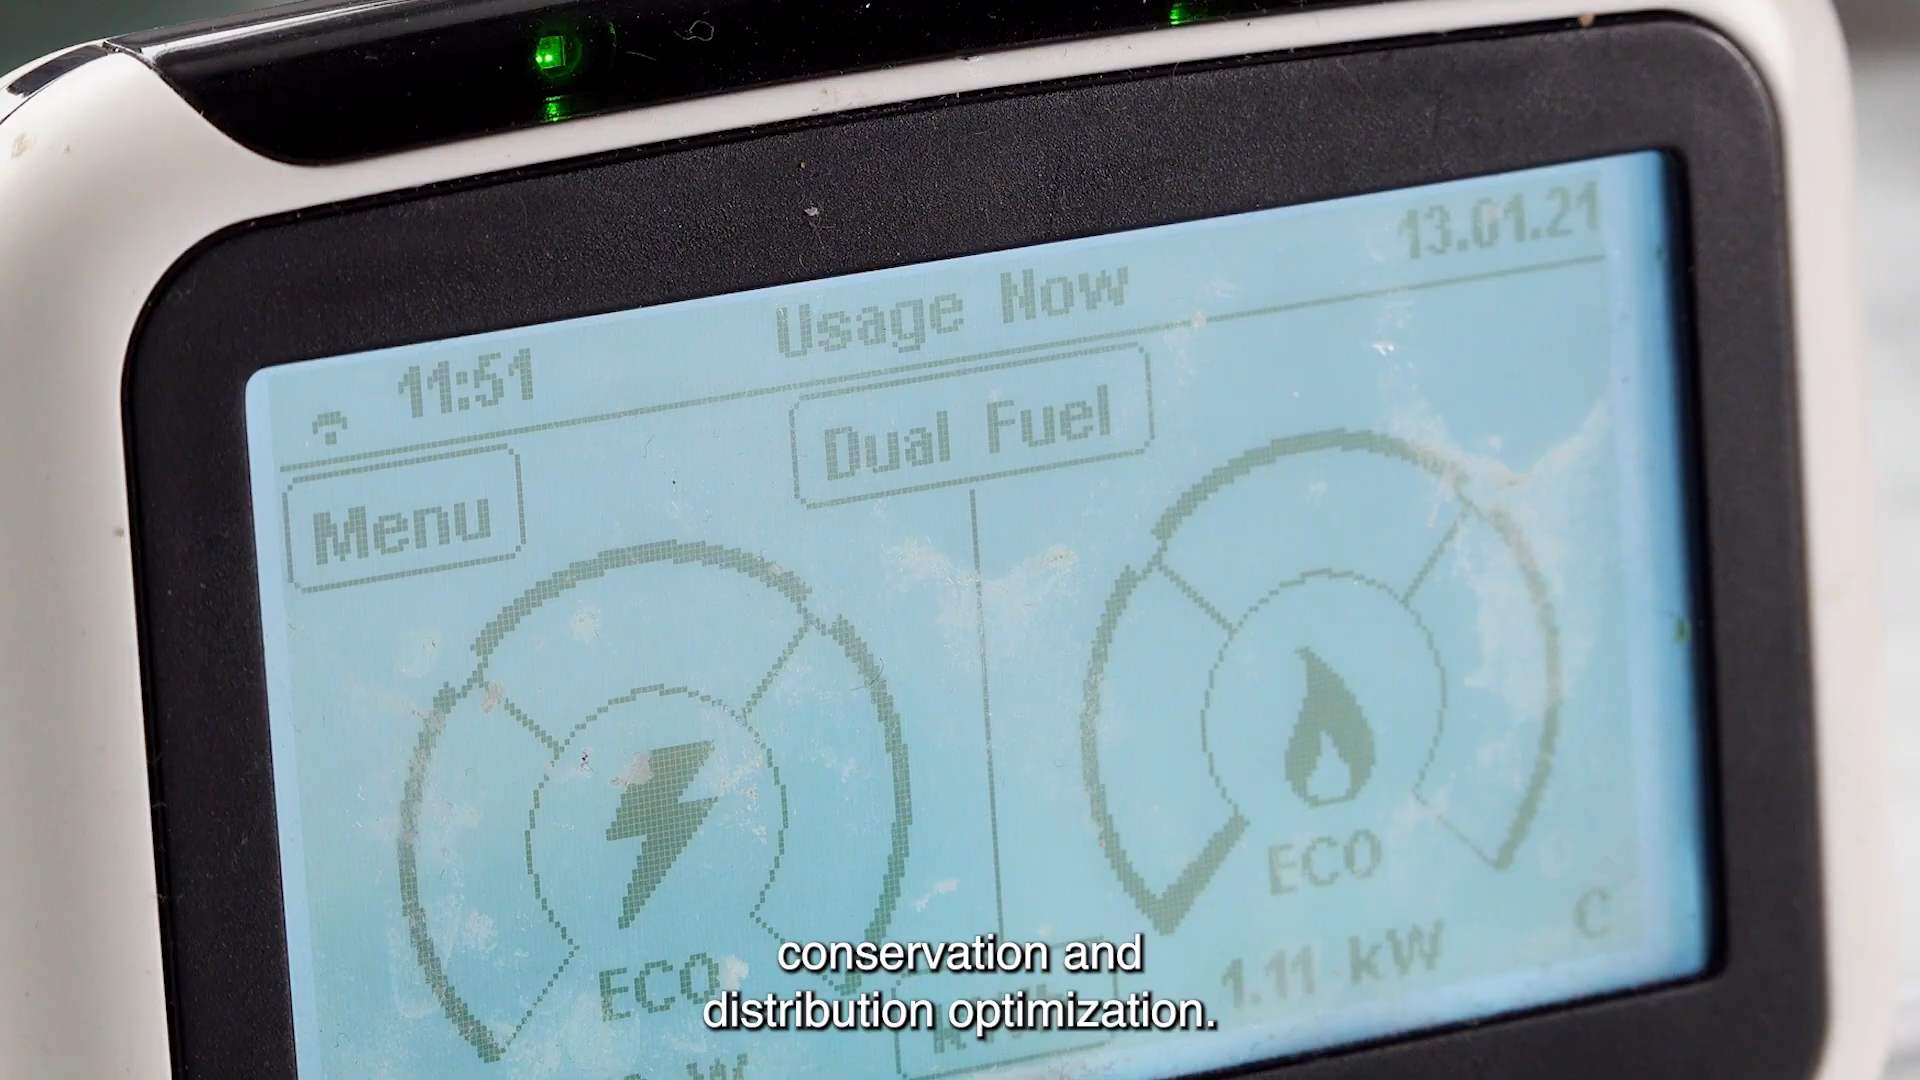 13.01.21
Usage Now
11:51
Dual Fuel
Menu
ECO
ECO
C
1.11 kW
conservation and
distribution optimization.